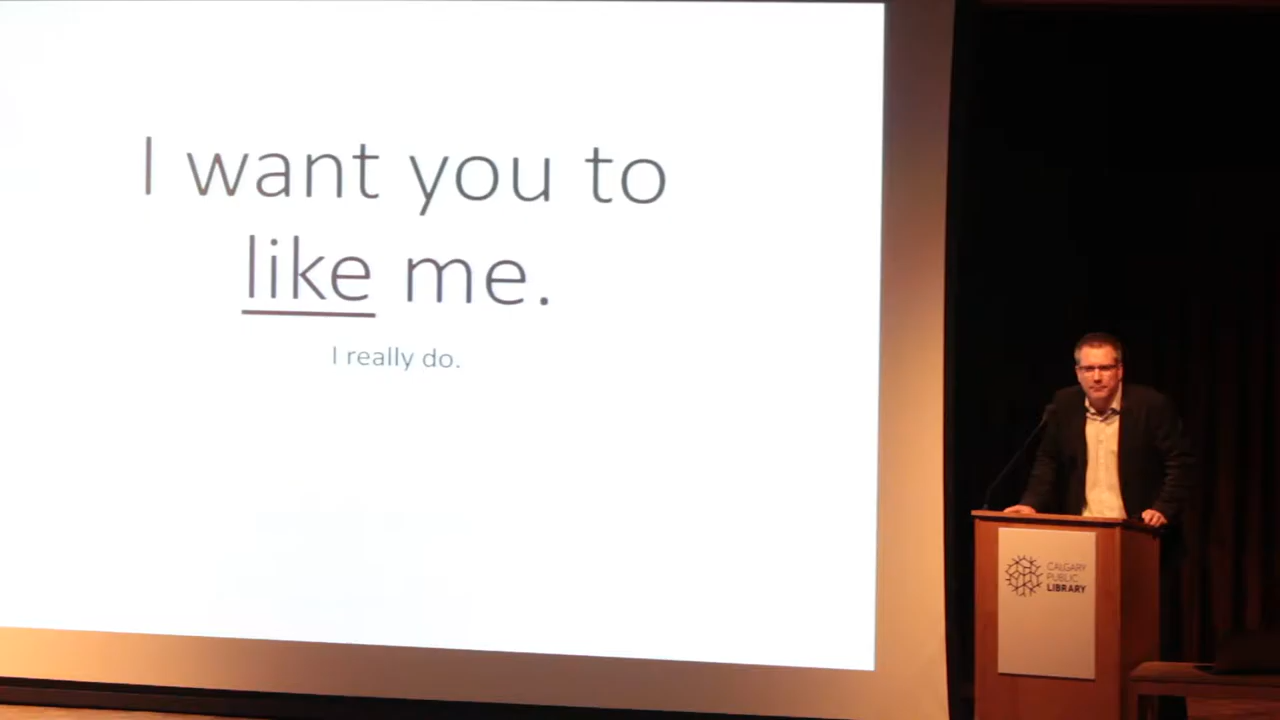 I want you to
like me.
I really do.
CALGARY
PUBLIC
LIBRARY